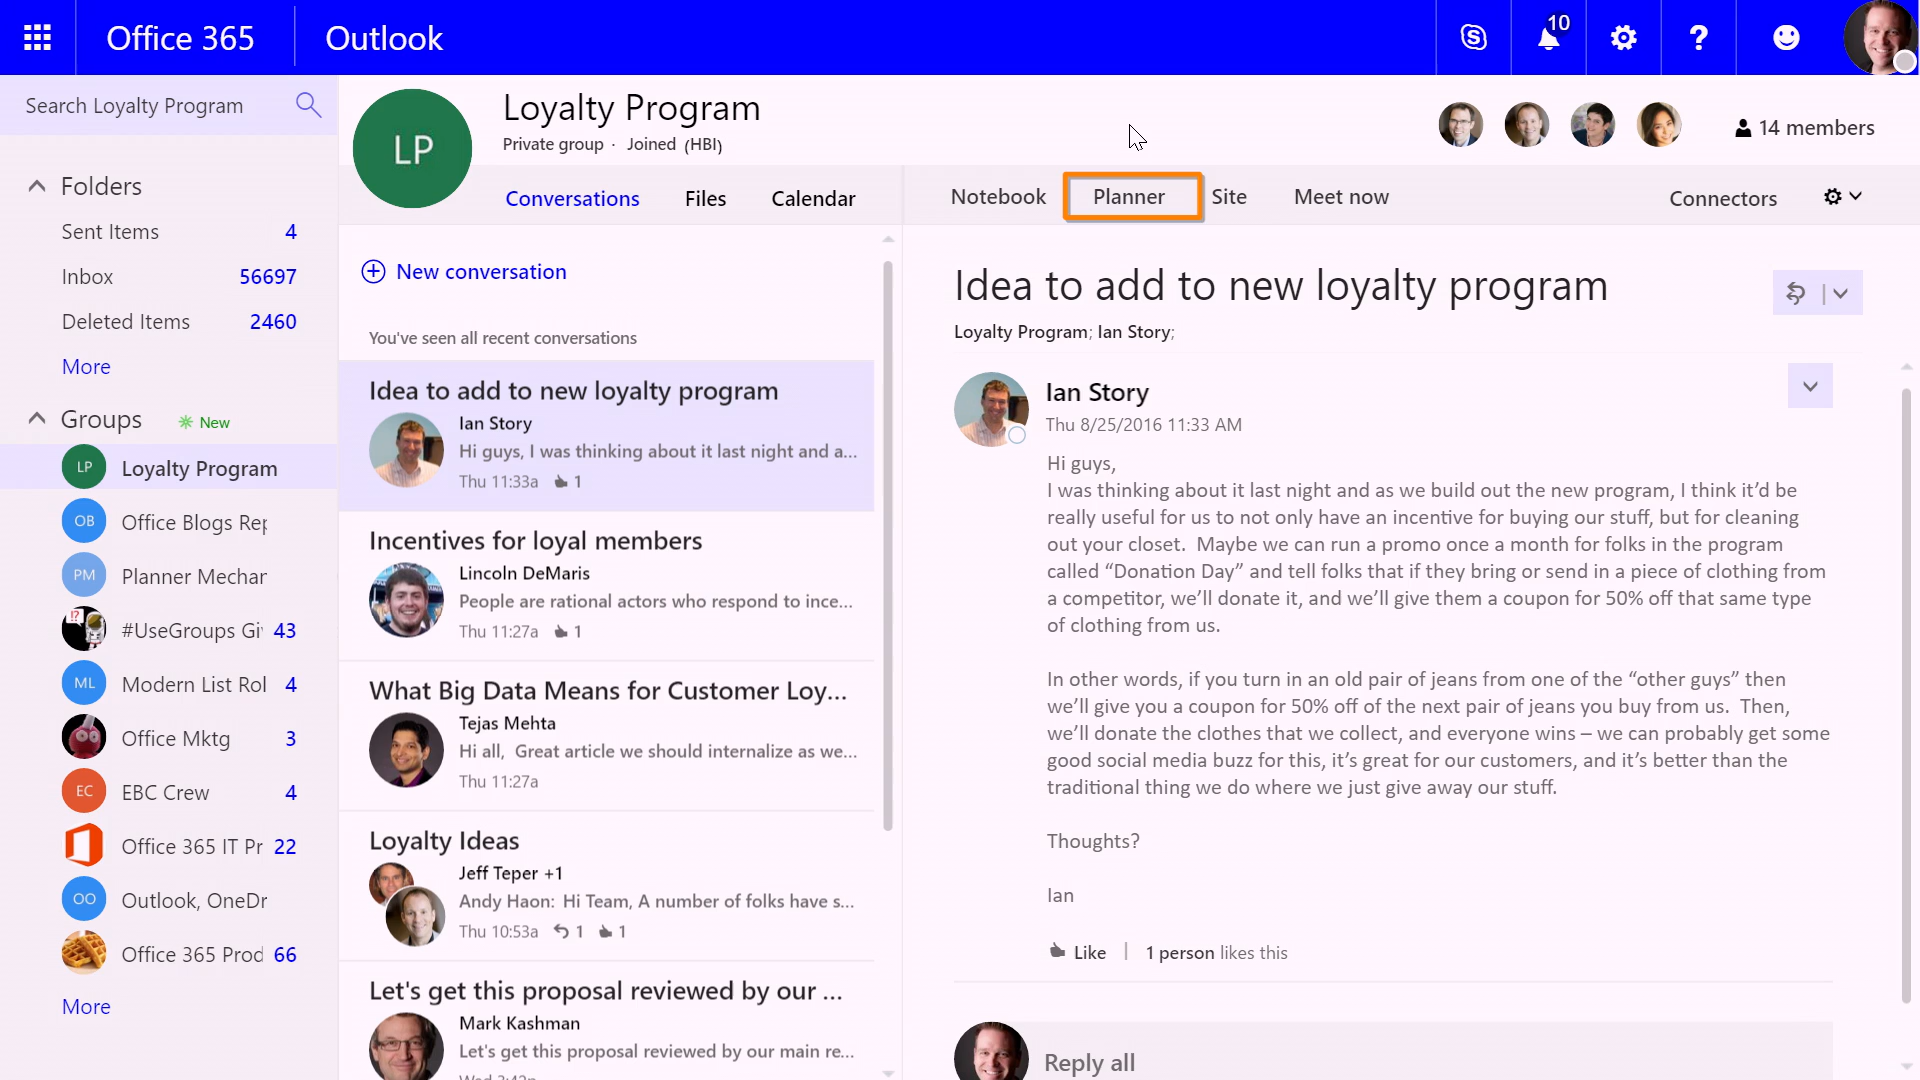 Office 365
Outlook
10
Search Loyalty Program
Folders
Sent Items 4
Inbox 56697
Deleted Items 2460
More
Groups New
LP Loyalty Program
OB Office Blogs Rep
PM Planner Mechan
!? #UseGroups Gi 43
ML Modern List Rol 4
Office Mktg 3
EC EBC Crew 4
Office 365 IT Pr 22
OO Outlook, OneDr
Office 365 Prod 66
More
LP
Loyalty Program
Private group · Joined (HBI)
14 members
Conversations Files Calendar Notebook Planner Site Meet now Connectors
New conversation
You've seen all recent conversations
Idea to add to new loyalty program
Ian Story
Hi guys, I was thinking about it last night and a...
Thu 11:33a 1
Incentives for loyal members
Lincoln DeMaris
People are rational actors who respond to ince...
Thu 11:27a 1
What Big Data Means for Customer Loy...
Tejas Mehta
Hi all, Great article we should internalize as we...
Thu 11:27a
Loyalty Ideas
Jeff Teper +1
Andy Haon: Hi Team, A number of folks have s...
Thu 10:53a 1 1
Let's get this proposal reviewed by our ...
Mark Kashman
Let's get this proposal reviewed by our main re...
Idea to add to new loyalty program
Loyalty Program; Ian Story;
Ian Story
Thu 8/25/2016 11:33 AM
Hi guys,
I was thinking about it last night and as we build out the new program, I think it’d be
really useful for us to not only have an incentive for buying our stuff, but for cleaning
out your closet. Maybe we can run a promo once a month for folks in the program
called “Donation Day” and tell folks that if they bring or send in a piece of clothing from
a competitor, we’ll donate it, and we’ll give them a coupon for 50% off that same type
of clothing from us.
In other words, if you turn in an old pair of jeans from one of the “other guys” then
we’ll give you a coupon for 50% off of the next pair of jeans you buy from us. Then,
we’ll donate the clothes that we collect, and everyone wins – we can probably get some
good social media buzz for this, it’s great for our customers, and it’s better than the
traditional thing we do where we just give away our stuff.
Thoughts?
Ian
Like | 1 person likes this
Reply all